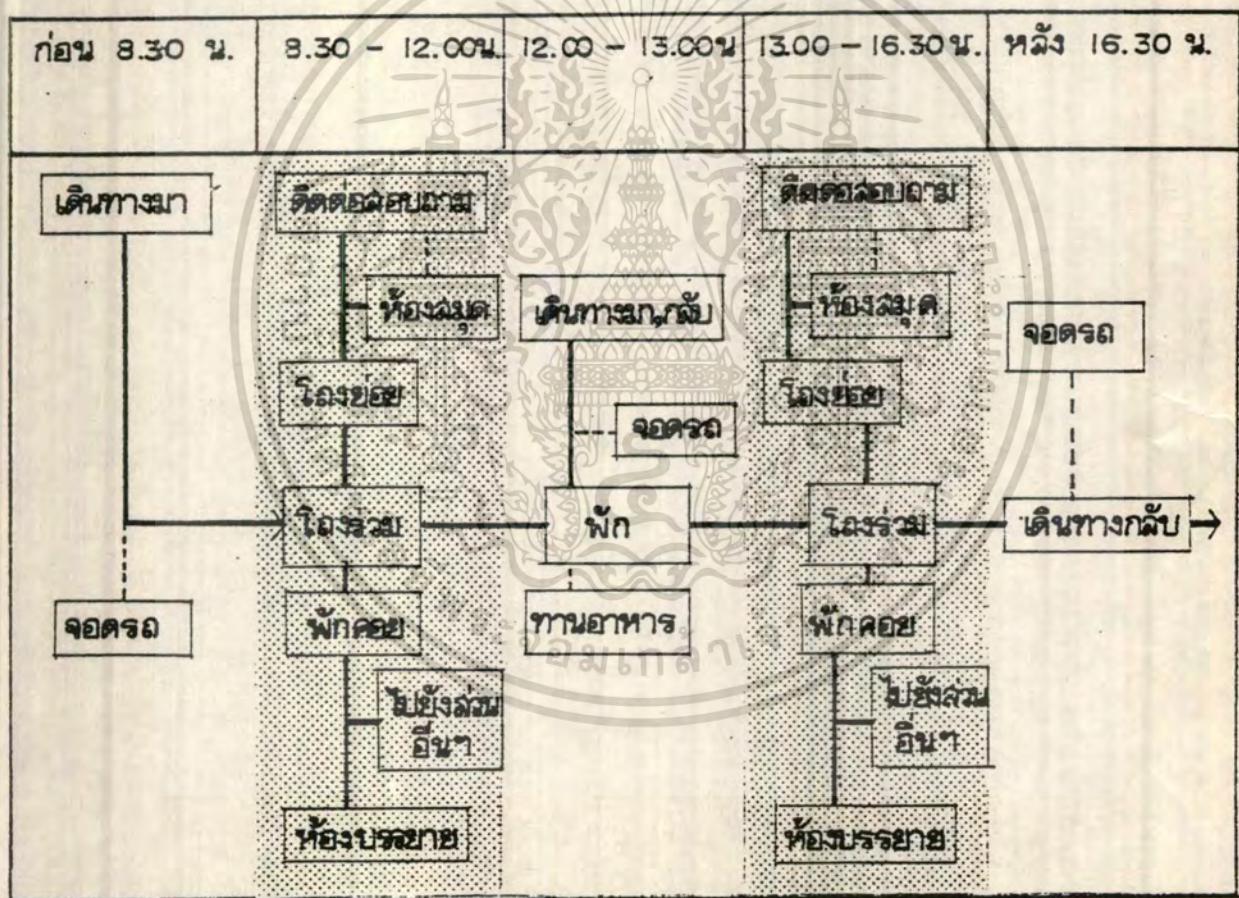 ก่อน 8.30 น.
8.30 - 12.00น.
12.00 - 13.00น
13.00 - 16.30น.
หลัง 16.30 น.
เดินทางมา
จอดรถ
ติดต่อสอบถาม
ห้องสมุด
โถงย่อย
โถงรวม
พักคอย
ไปยังส่วน
อื่นๆ
ห้องบรรยาย
เดินทางมา,กลับ
จอดรถ
พัก
ทานอาหาร
ติดต่อสอบถาม
ห้องสมุด
โถงย่อย
โถงรวม
พักคอย
ไปยังส่วน
อื่นๆ
ห้องบรรยาย
จอดรถ
เดินทางกลับ